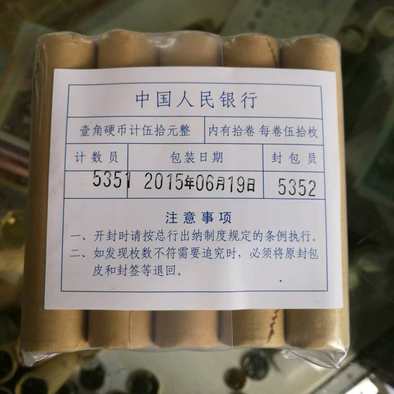 中国人民银行
壹角硬币计伍拾元整 内有拾卷 每卷伍拾枚
计数员 包装日期 封包员
5351 2015年06月19日 5352
注意事项
一、开封时请按总行出纳制度规定的条例执行。
二、如发现枚数不符需要追究时，必须将原封包
皮和封签等退回。